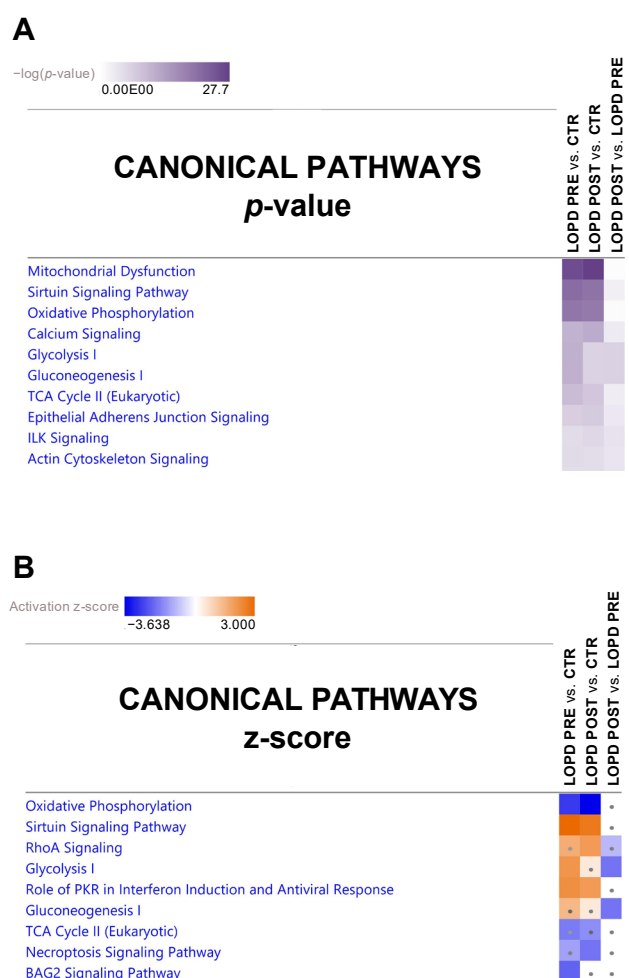 A
−log(p-value)
0.00E00 27.7
CANONICAL PATHWAYS
p-value
LOPD PRE vs. CTR
LOPD POST vs. CTR
LOPD POST vs. LOPD PRE
Mitochondrial Dysfunction
Sirtuin Signaling Pathway
Oxidative Phosphorylation
Calcium Signaling
Glycolysis I
Gluconeogenesis I
TCA Cycle II (Eukaryotic)
Epithelial Adherens Junction Signaling
ILK Signaling
Actin Cytoskeleton Signaling
B
Activation z-score
−3.638 3.000
CANONICAL PATHWAYS
z-score
LOPD PRE vs. CTR
LOPD POST vs. CTR
LOPD POST vs. LOPD PRE
Oxidative Phosphorylation
Sirtuin Signaling Pathway
RhoA Signaling
Glycolysis I
Role of PKR in Interferon Induction and Antiviral Response
Gluconeogenesis I
TCA Cycle II (Eukaryotic)
Necroptosis Signaling Pathway
BAG2 Signaling Pathway